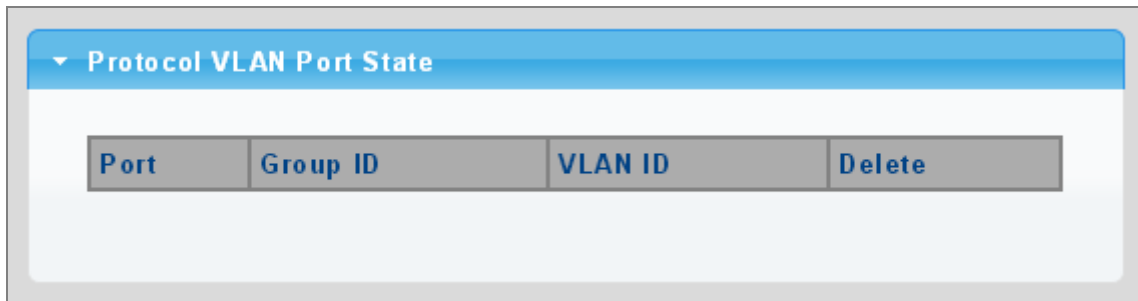 Protocol VLAN Port State
Port Group ID VLAN ID Delete